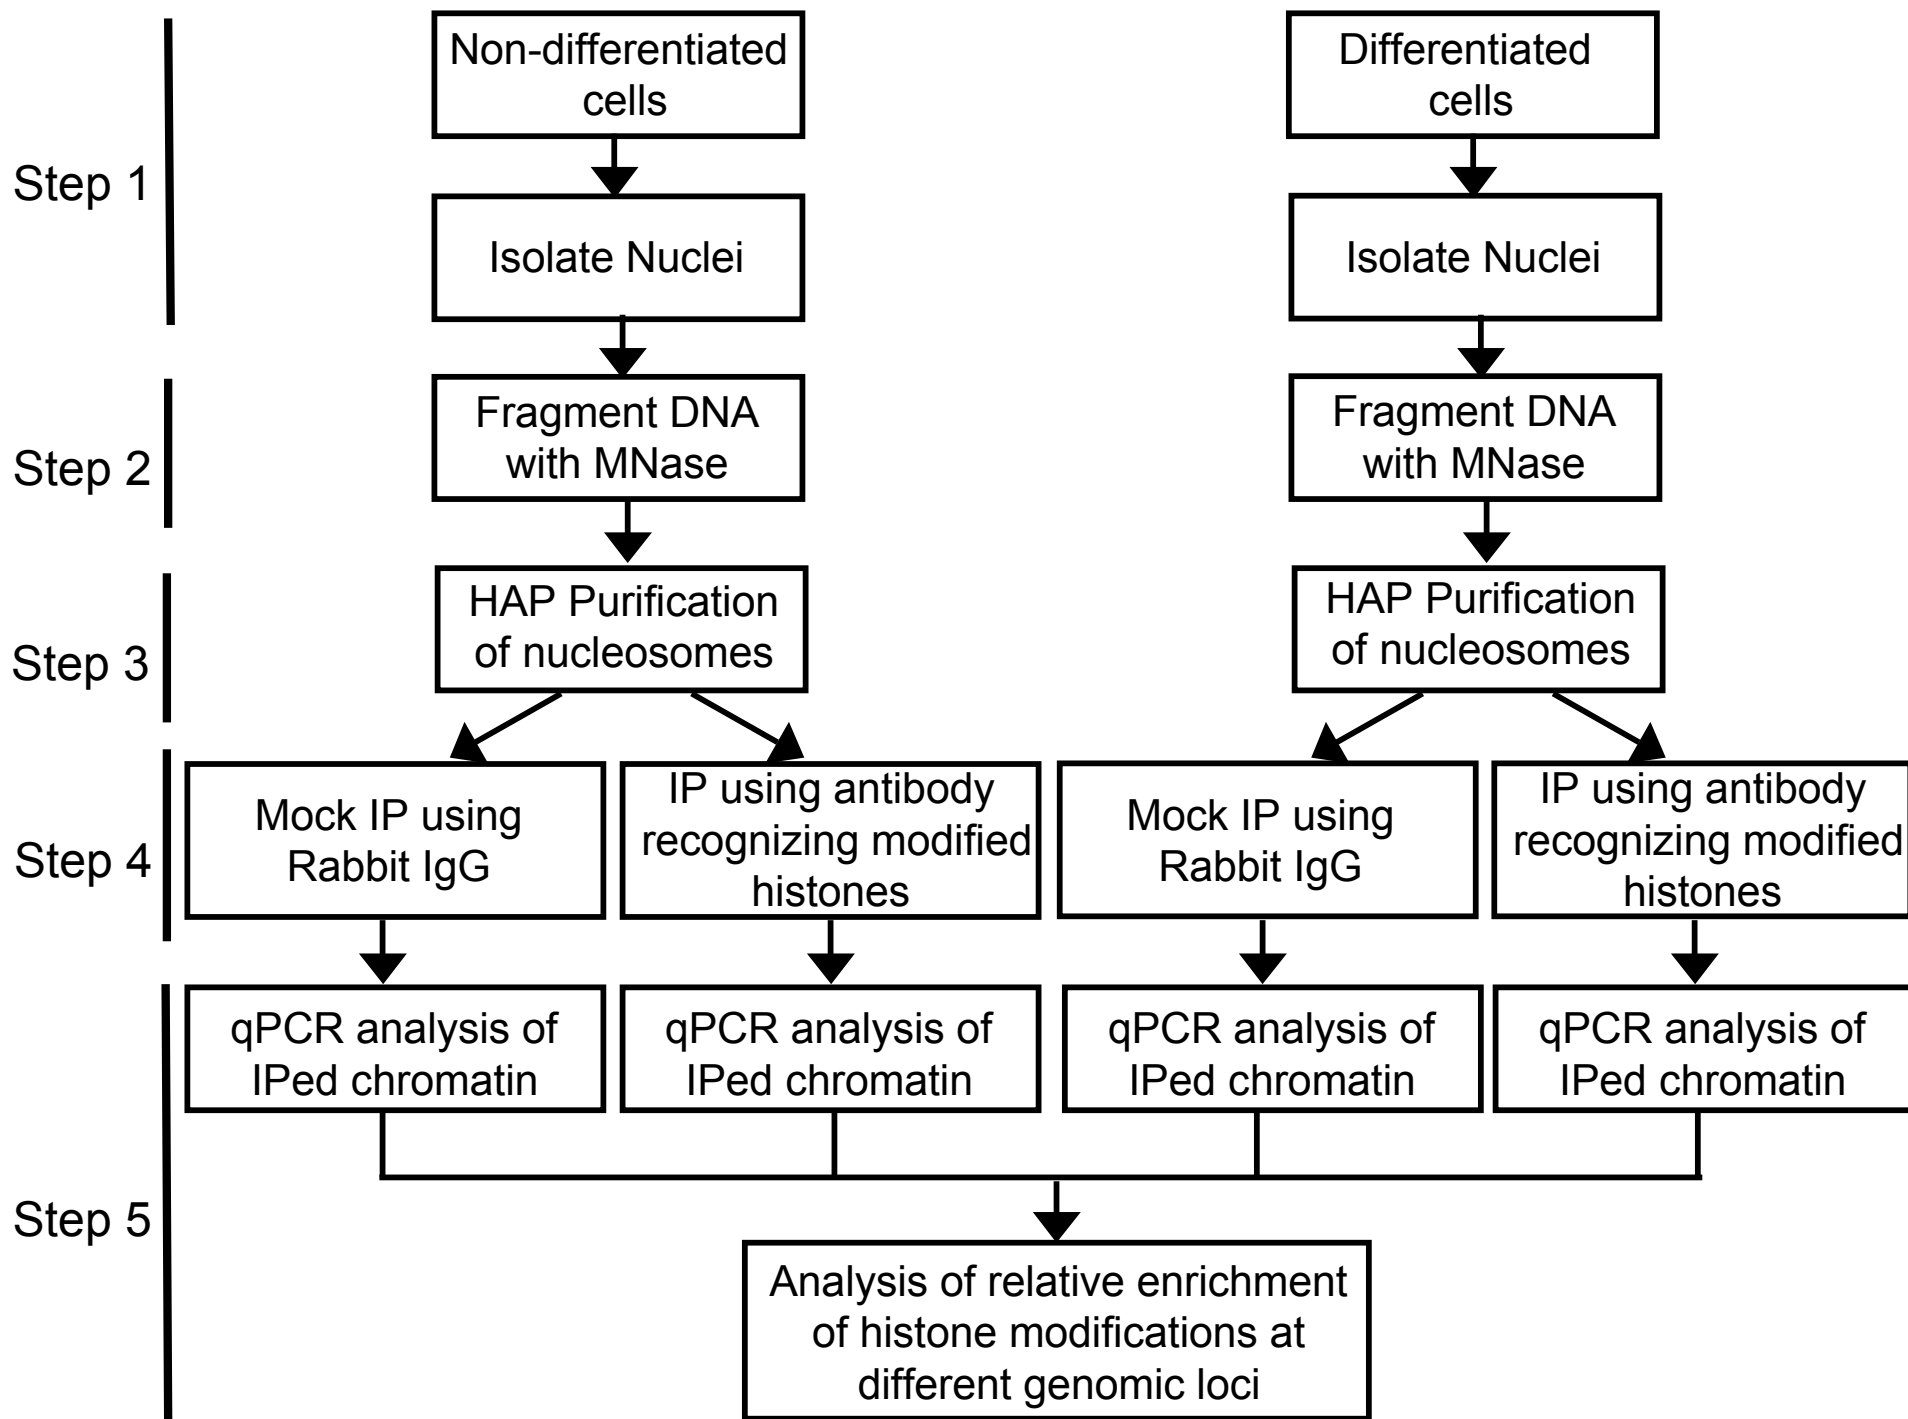 Step 1
Non-differentiated
cells
Differentiated
cells
Isolate Nuclei
Isolate Nuclei
Step 2
Fragment DNA
with MNase
Fragment DNA
with MNase
Step 3
HAP Purification
of nucleosomes
HAP Purification
of nucleosomes
Step 4
Mock IP using
Rabbit IgG
IP using antibody
recognizing modified
histones
Mock IP using
Rabbit IgG
IP using antibody
recognizing modified
histones
Step 5
qPCR analysis of
IPed chromatin
qPCR analysis of
IPed chromatin
qPCR analysis of
IPed chromatin
qPCR analysis of
IPed chromatin
Analysis of relative enrichment
of histone modifications at
different genomic loci